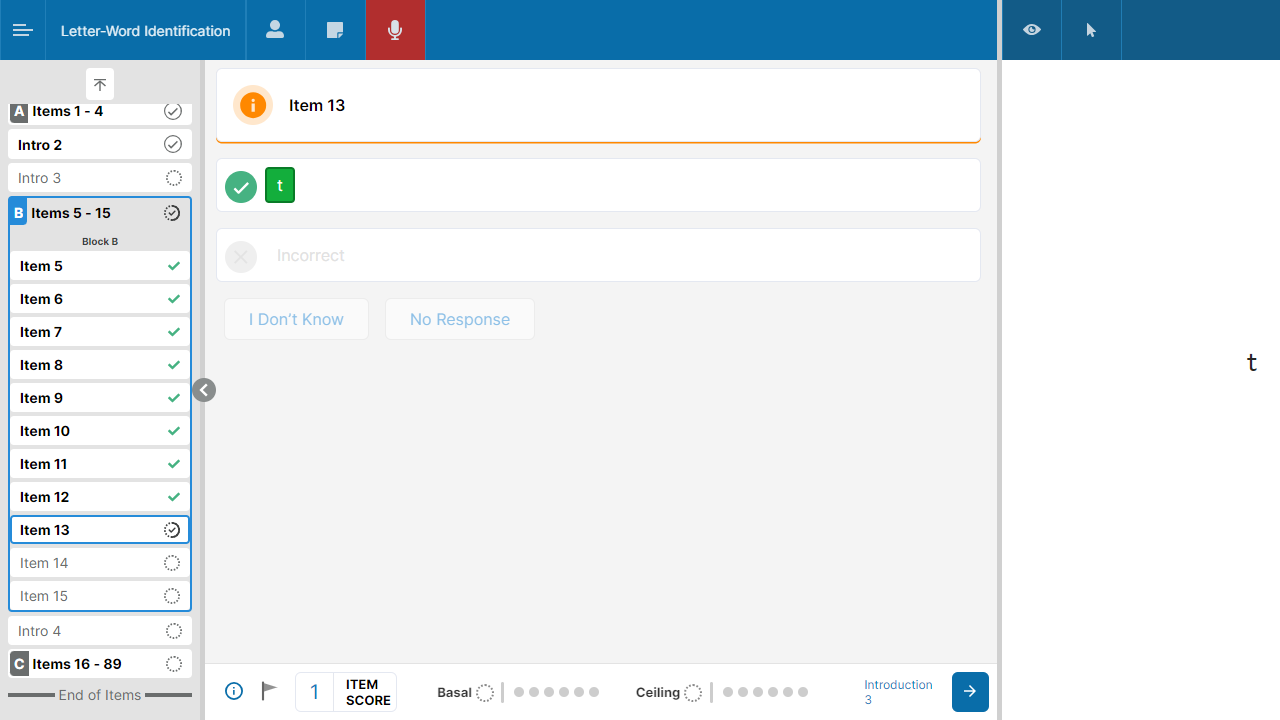 Letter-Word Identification
A Items 1 - 4
Intro 2
Intro 3
B Items 5 - 15
Block B
Item 5
Item 6
Item 7
Item 8
Item 9
Item 10
Item 11
Item 12
Item 13
Item 14
Item 15
Intro 4
C Items 16 - 89
End of Items
Item 13
t
Incorrect
I Don't Know
No Response
1
ITEM
SCORE
Basal
Ceiling
Introduction
3
t